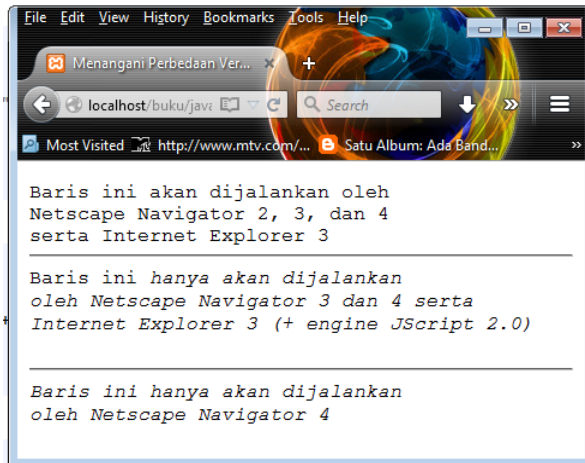 File Edit View History Bookmarks Tools Help
Menangani Perbedaan Ver... × +
localhost/buku/java Search
Most Visited http://www.mtv.com/... Satu Album: Ada Band... »
Baris ini akan dijalankan oleh
Netscape Navigator 2, 3, dan 4
serta Internet Explorer 3
Baris ini hanya akan dijalankan
oleh Netscape Navigator 3 dan 4 serta
Internet Explorer 3 (+ engine JScript 2.0)
Baris ini hanya akan dijalankan
oleh Netscape Navigator 4